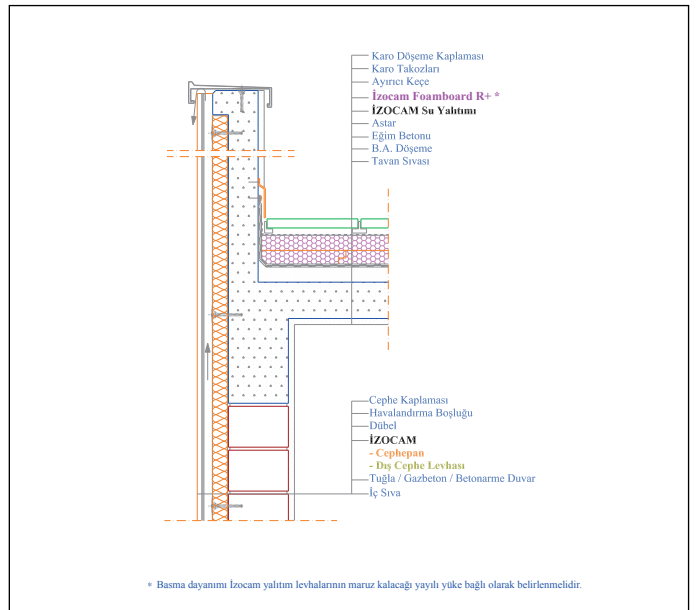 Karo Döşeme Kaplaması
Karo Takozları
Ayırıcı Keçe
İzocam Foamboard R+ *
İZOCAM Su Yalıtımı
Astar
Eğim Betonu
B.A. Döşeme
Tavan Sıvası
Cephe Kaplaması
Havalandırma Boşluğu
Dübel
İZOCAM
- Cephepan
- Dış Cephe Levhası
Tuğla / Gazbeton / Betonarme Duvar
İç Sıva
* Basma dayanımı İzocam yalıtım levhalarının maruz kalacağı yayılı yüke bağlı olarak belirlenmelidir.